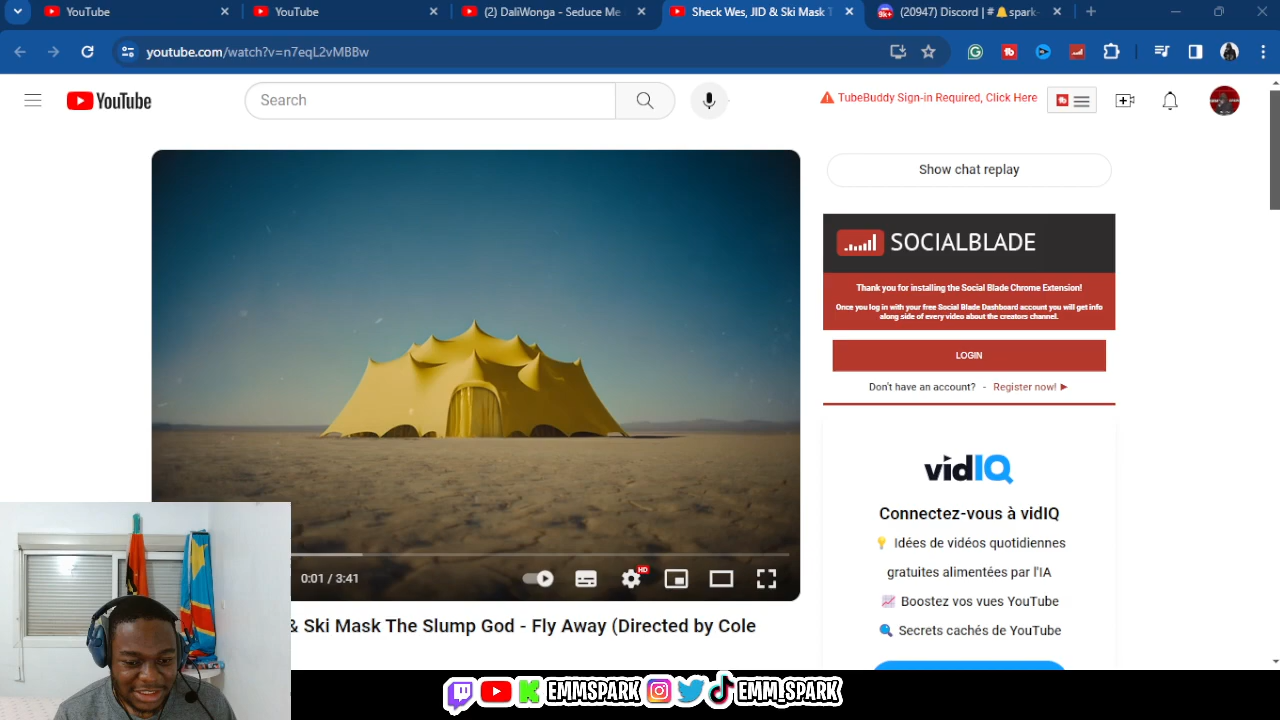 YouTube
YouTube
(2) DaliWonga - Seduce Me
Sheck Wes, JID & Ski Mask T
(20947) Discord | #🔔spark-
youtube.com/watch?v=n7eqL2vMBBw
YouTube
Search
TubeBuddy Sign-in Required, Click Here
Show chat replay
SOCIALBLADE
Thank you for installing the Social Blade Chrome Extension!
Once you log in with your free Social Blade Dashboard account you will get info
along side of every video about the creators channel.
LOGIN
Don't have an account? - Register now! ►
vidIQ
Connectez-vous à vidIQ
💡 Idées de vidéos quotidiennes
gratuites alimentées par l'IA
📈 Boostez vos vues YouTube
🔍 Secrets cachés de YouTube
0:01 / 3:41
HD
& Ski Mask The Slump God - Fly Away (Directed by Cole
EMMSPARK EMM_SPARK